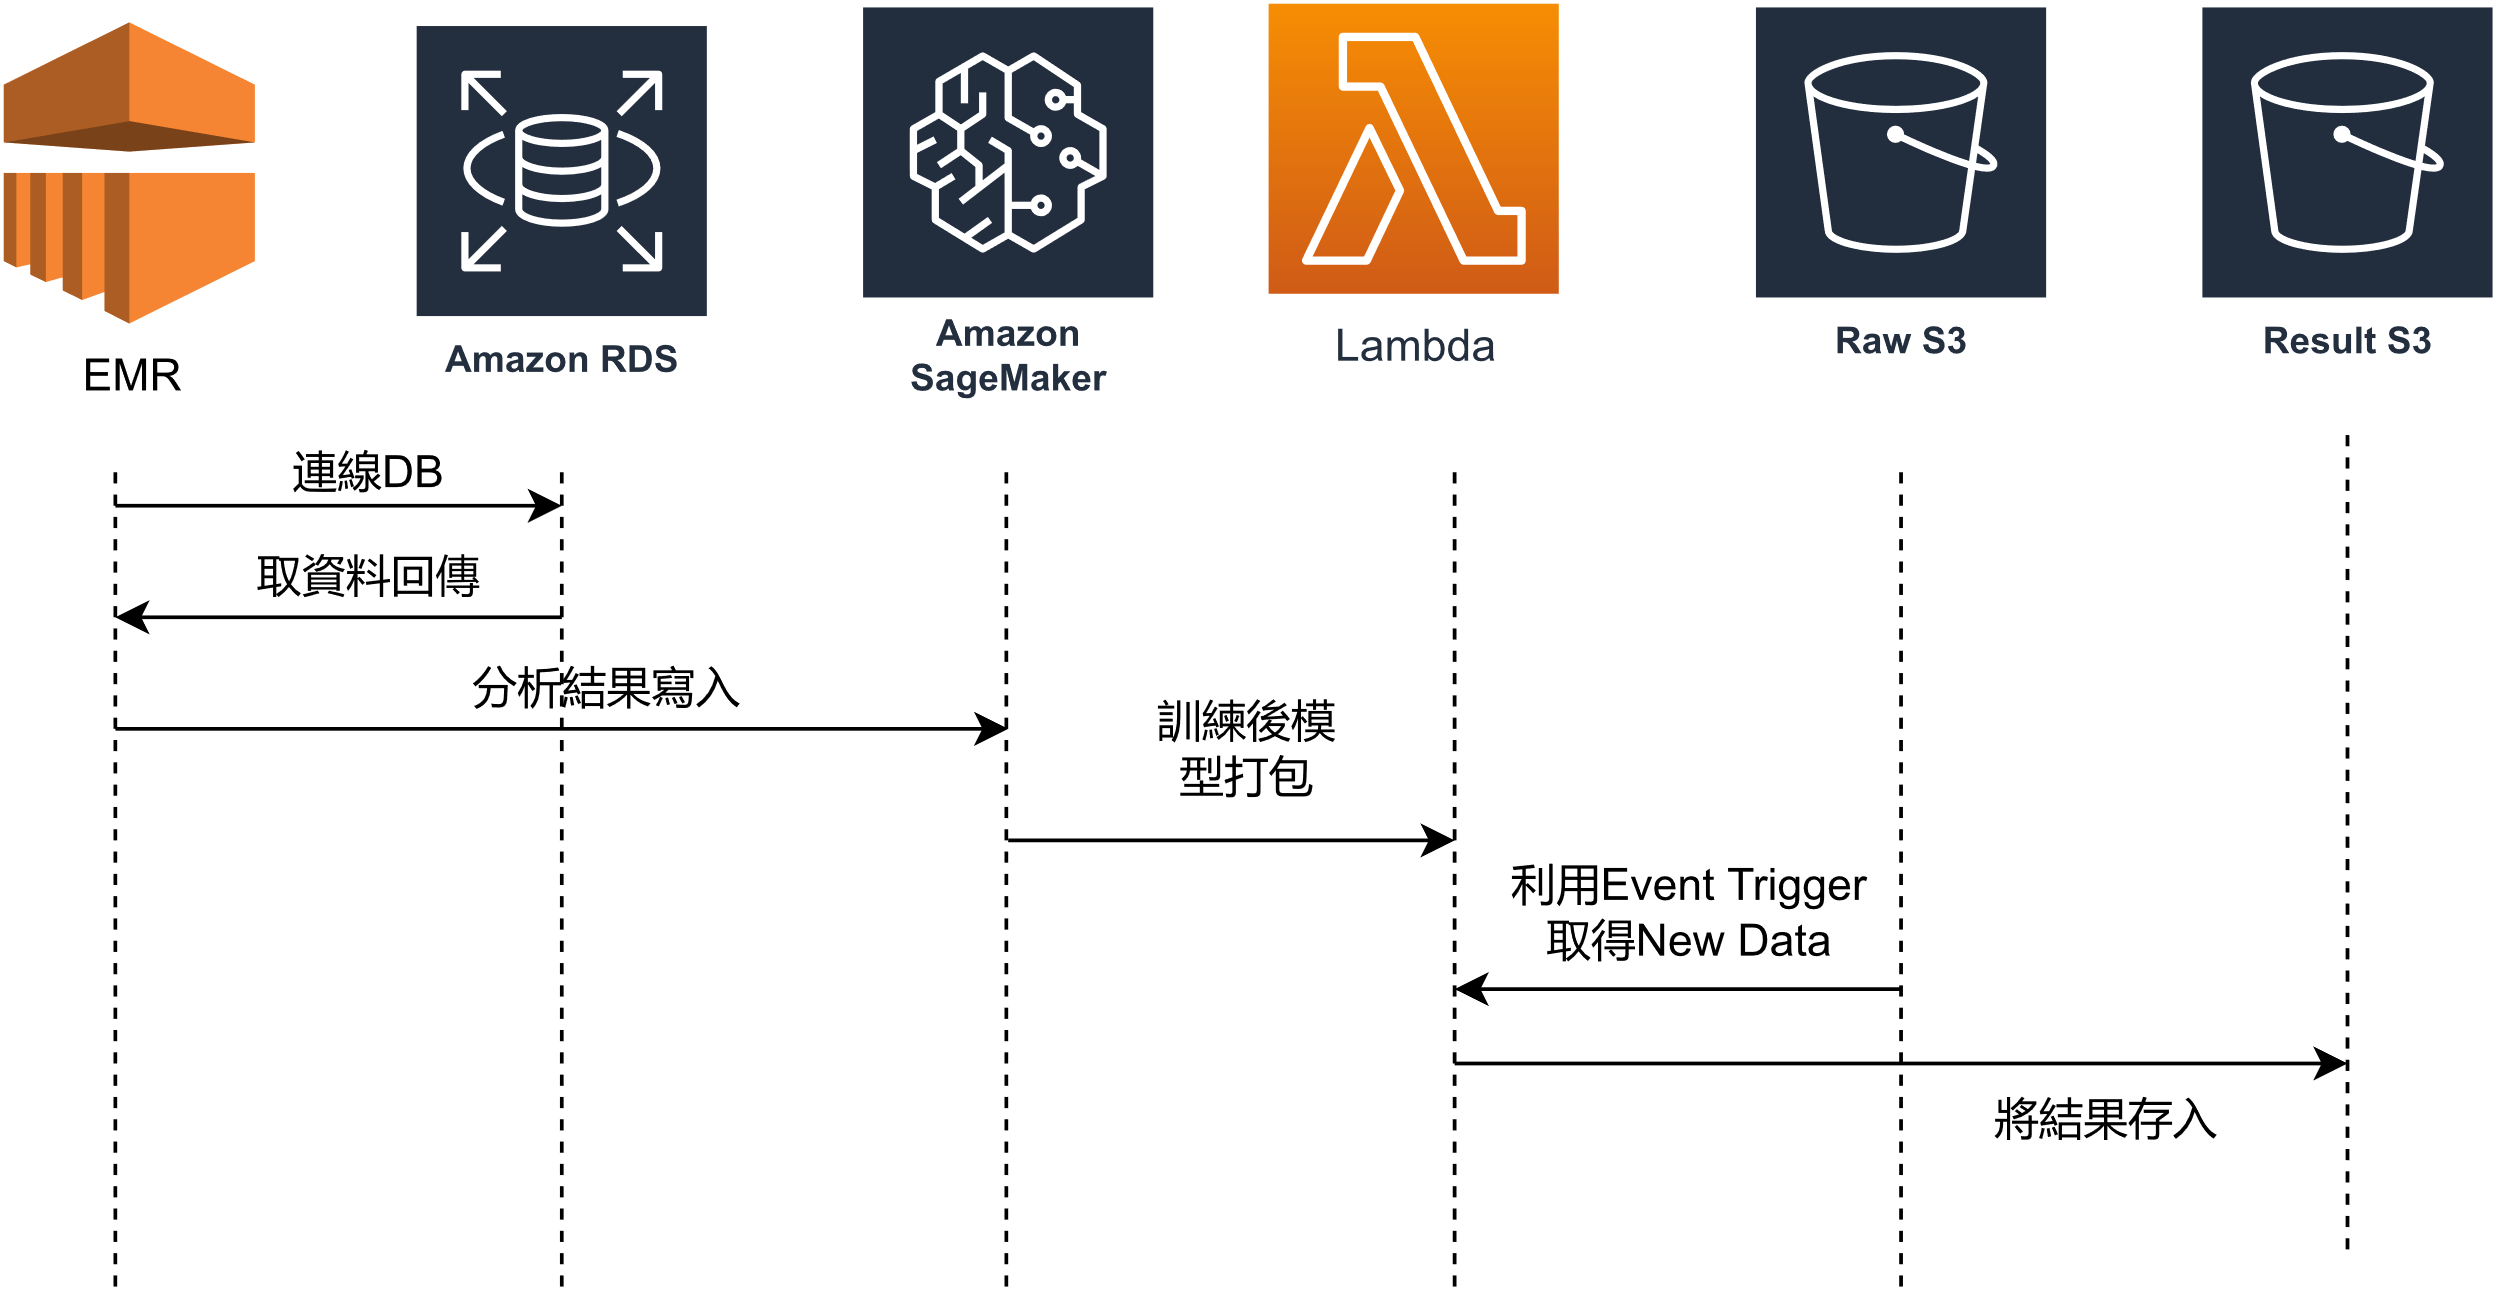 EMR
Amazon RDS
Amazon
SageMaker
Lambda
Raw S3
Result S3
連線DB
取資料回傳
分析結果寫入
訓練後模
型打包
利用Event Trigger
取得New Data
將結果存入